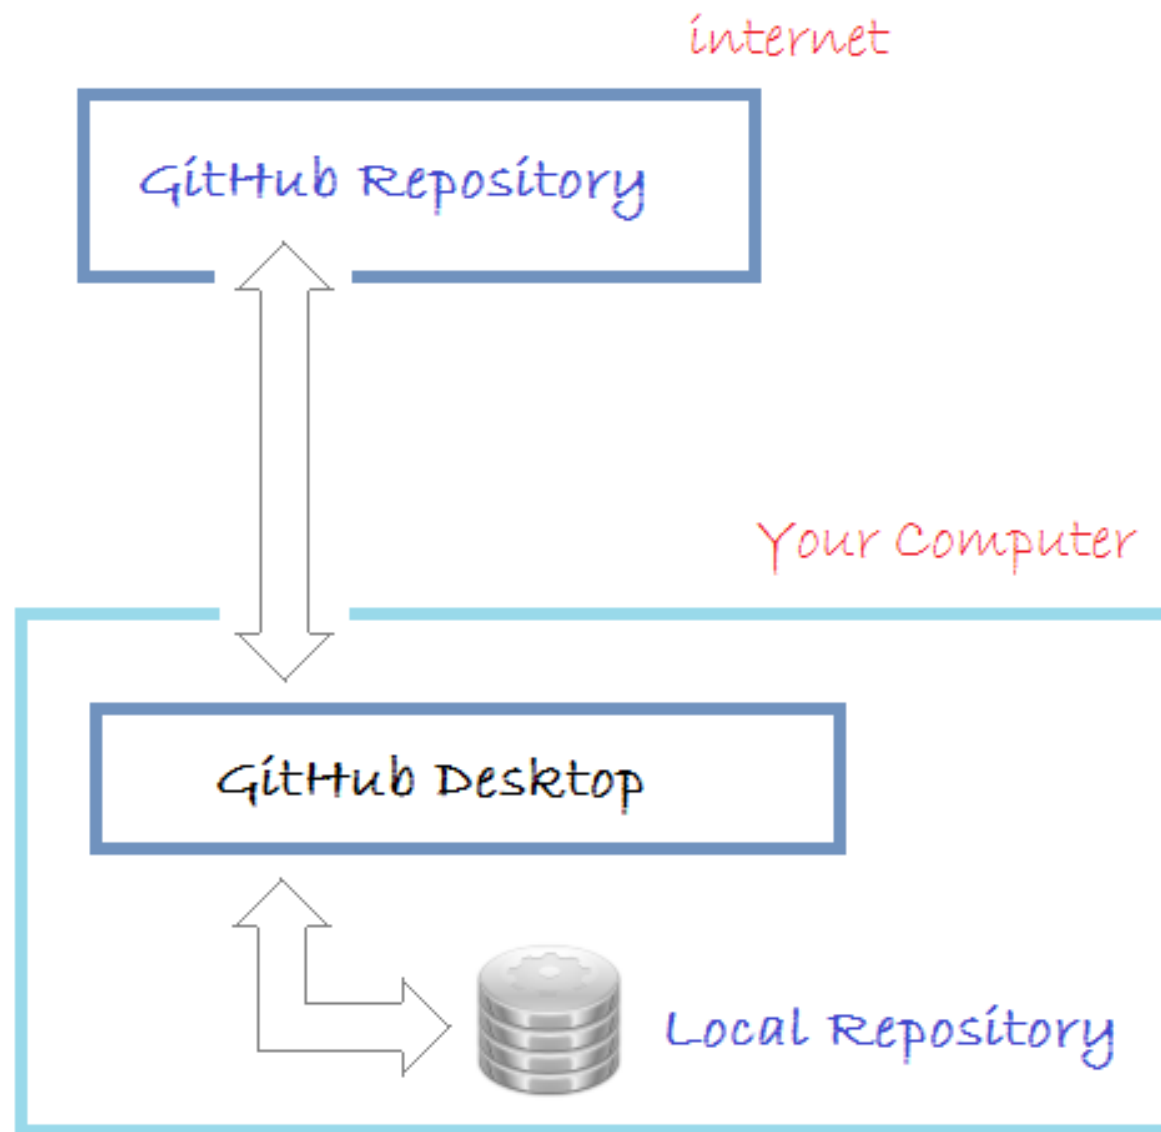 internet
GitHub Repository
Your Computer
GitHub Desktop
Local Repository